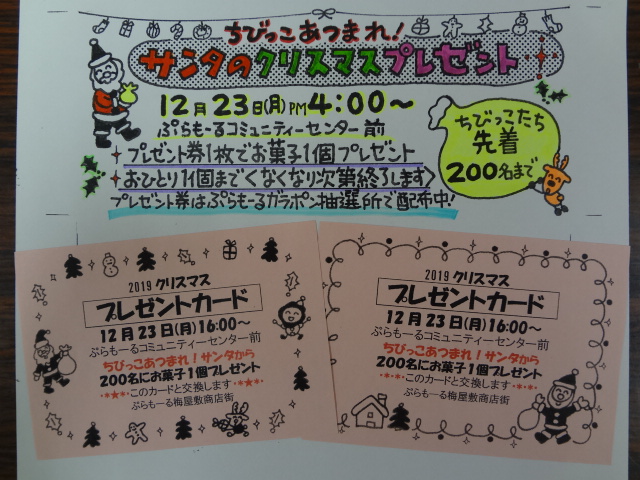 ちびっこあつまれ!
サンタのクリスマスプレゼント
12月23日(月)PM4:00〜
ぷらもーるコミュニティーセンター前
プレゼント券1枚でお菓子1個プレゼント
おひとり1個まで〈なくなり次第終了します〉
プレゼント券はぷらもーるガラポン抽選所で配布中!
ちびっこたち
先着
200名まで
2019 クリスマス
プレゼントカード
12月23日(月)16:00〜
ぷらもーるコミュニティーセンター前
ちびっこあつまれ!サンタから
200名にお菓子1個プレゼント
このカードと交換します
ぷらもーる梅屋敷商店街
2019 クリスマス
プレゼントカード
12月23日(月)16:00〜
ぷらもーるコミュニティーセンター前
ちびっこあつまれ!サンタから
200名にお菓子1個プレゼント
このカードと交換します
ぷらもーる梅屋敷商店街